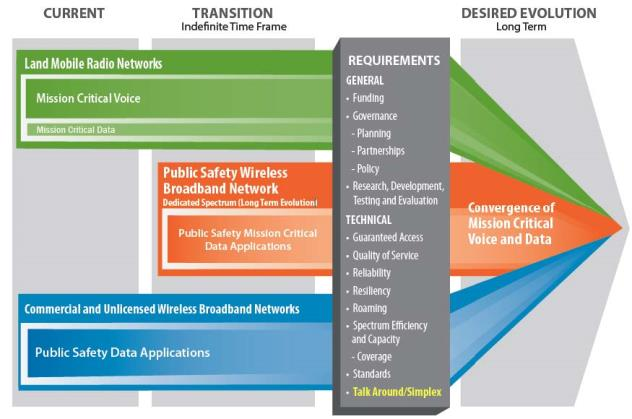 CURRENT
TRANSITION
Indefinite Time Frame
DESIRED EVOLUTION
Long Term
Land Mobile Radio Networks
Mission Critical Voice
Mission Critical Data
Public Safety Wireless
Broadband Network
Dedicated Spectrum (Long Term Evolution)
Public Safety Mission Critical
Data Applications
Commercial and Unlicensed Wireless Broadband Networks
Public Safety Data Applications
REQUIREMENTS
GENERAL
• Funding
• Governance
- Planning
- Partnerships
- Policy
• Research, Development,
Testing and Evaluation
TECHNICAL
• Guaranteed Access
• Quality of Service
• Reliability
• Resiliency
• Roaming
• Spectrum Efficiency
and Capacity
- Coverage
• Standards
• Talk Around/Simplex
Convergence of
Mission Critical
Voice and Data